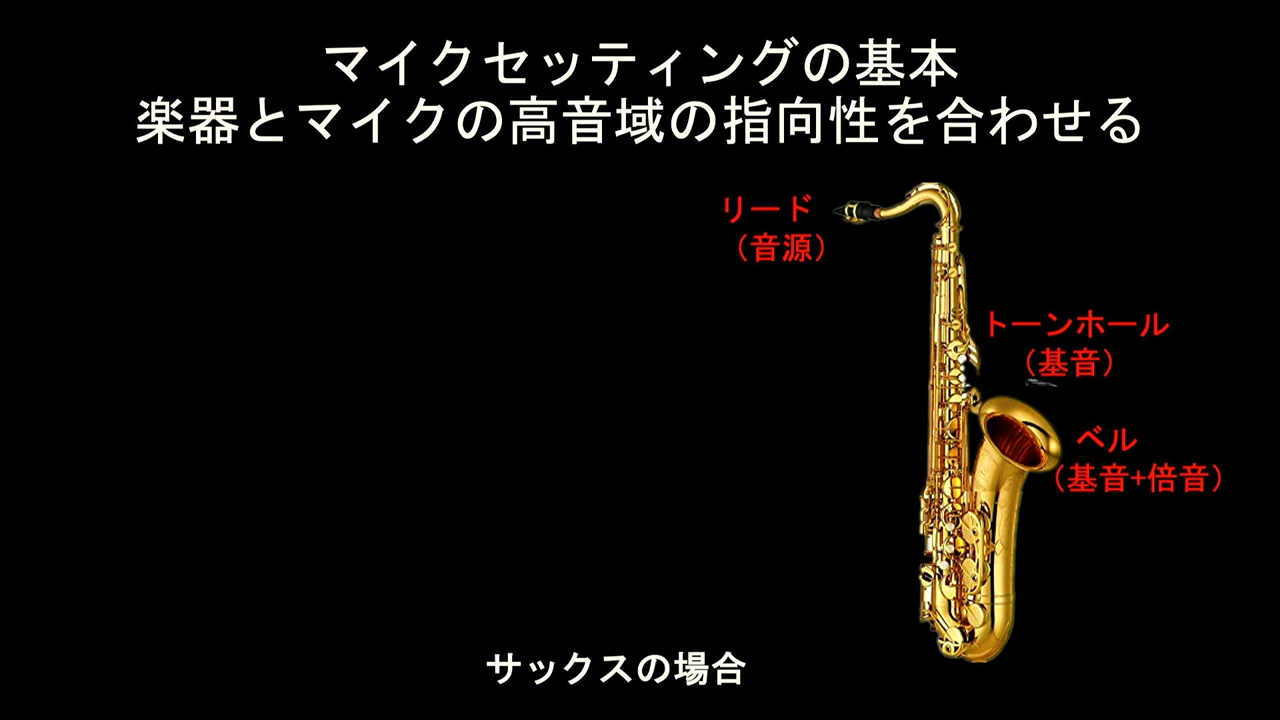 マイクセッティングの基本
楽器とマイクの高音域の指向性を合わせる
リード
（音源）
トーンホール
（基音）
ベル
（基音+倍音）
サックスの場合